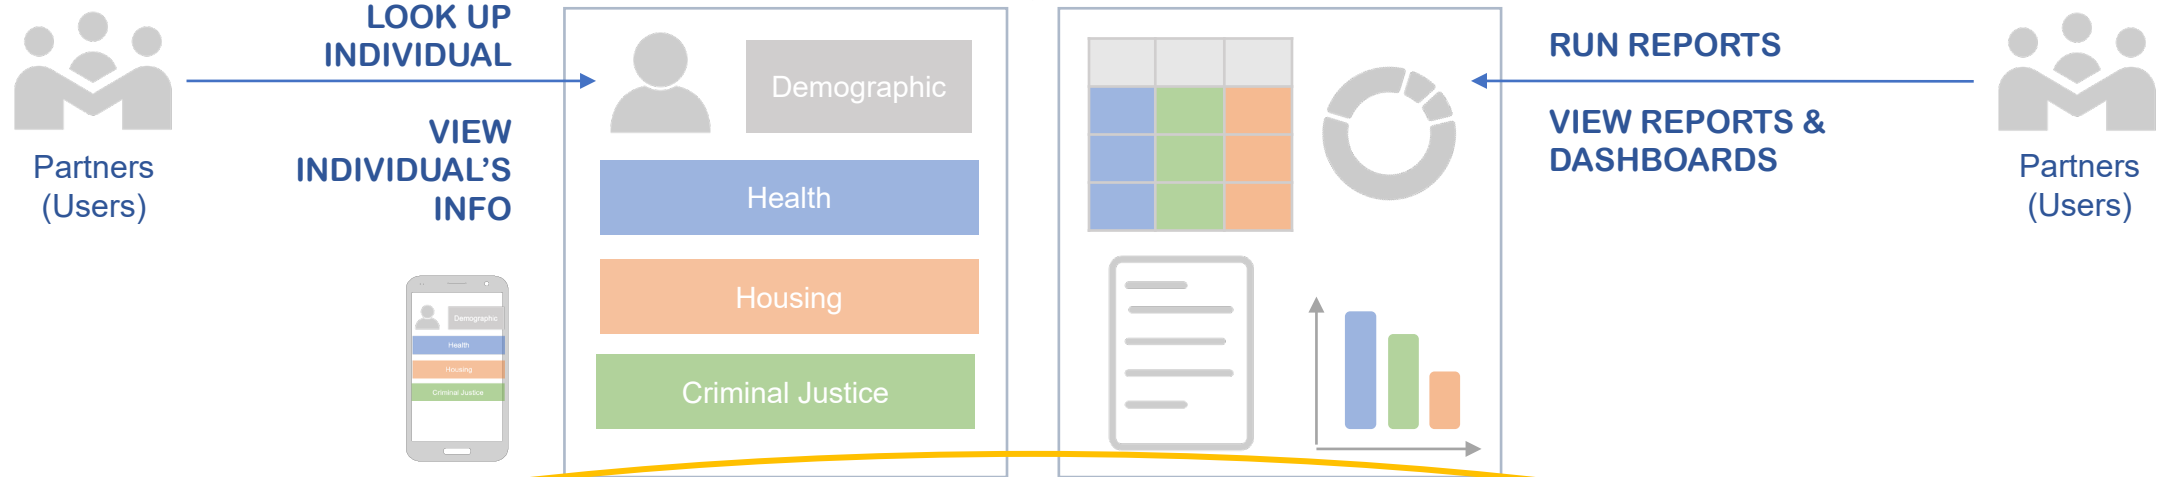 Partners
(Users)
LOOK UP
INDIVIDUAL
VIEW
INDIVIDUAL’S
INFO
Demographic
Health
Housing
Criminal Justice
Demographic
Health
Housing
Criminal Justice
RUN REPORTS
VIEW REPORTS &
DASHBOARDS
Partners
(Users)